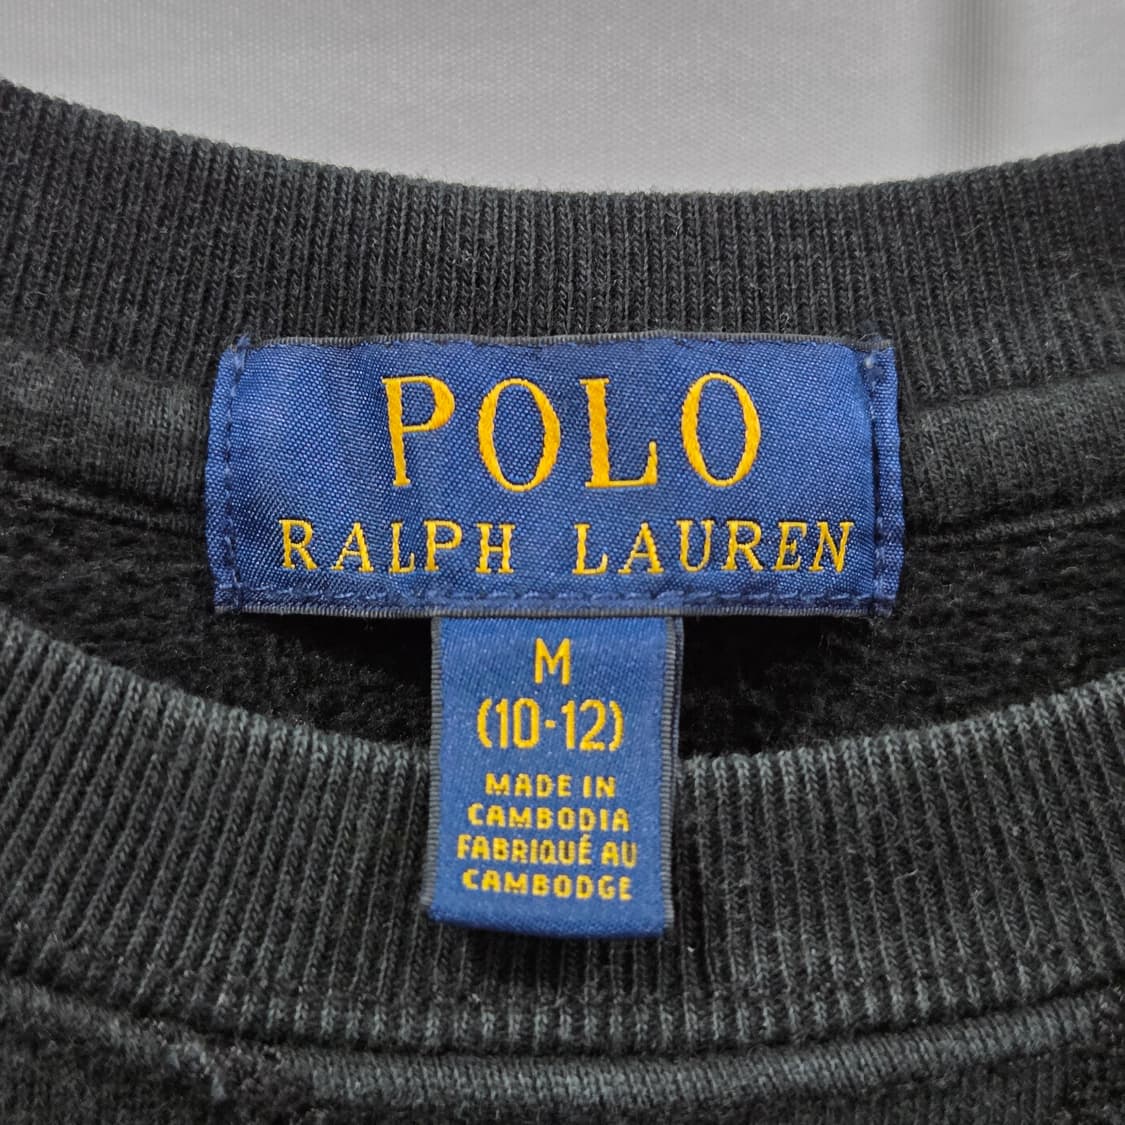 POLO
RALPH LAUREN
M
(10-12)
MADE IN
CAMBODIA
FABRIQUÉ AU
CAMBODGE